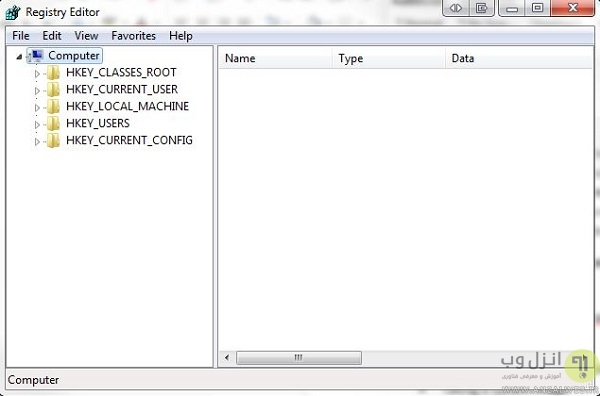 Registry Editor
File Edit View Favorites Help
Computer
HKEY_CLASSES_ROOT
HKEY_CURRENT_USER
HKEY_LOCAL_MACHINE
HKEY_USERS
HKEY_CURRENT_CONFIG
Name Type Data
انزل وب
آموزش و معرفی فناوری
Computer